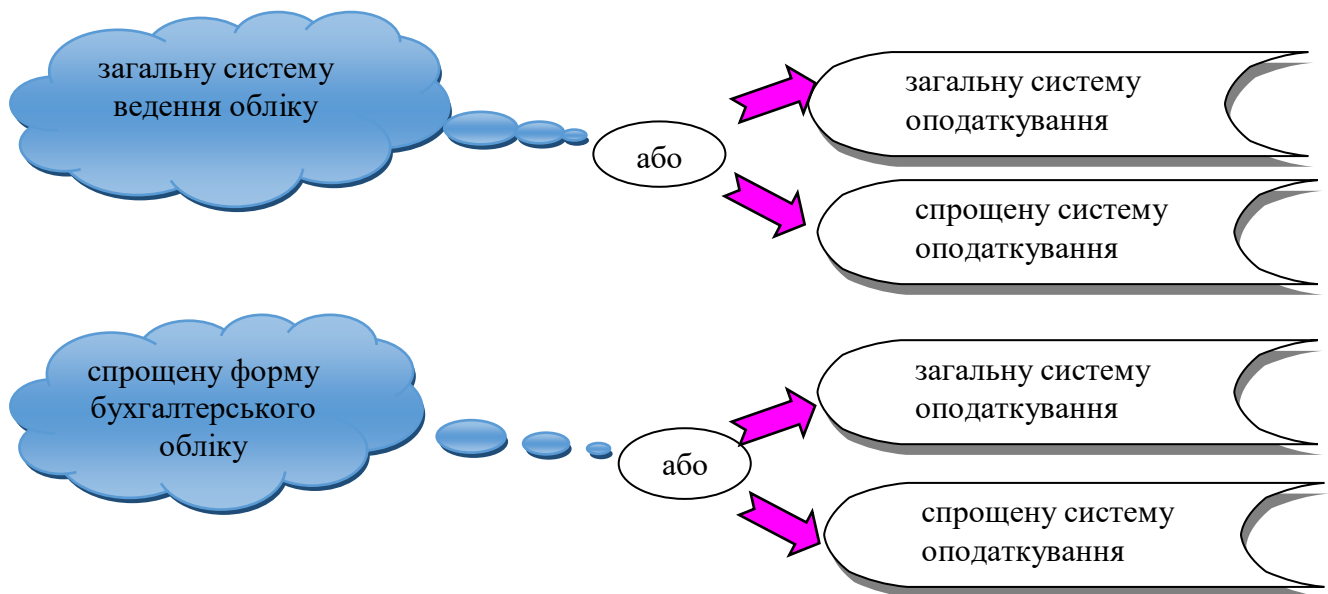 загальну систему
ведення обліку
або
загальну систему
оподаткування
спрощену систему
оподаткування
спрощену форму
бухгалтерського
обліку
або
загальну систему
оподаткування
спрощену систему
оподаткування